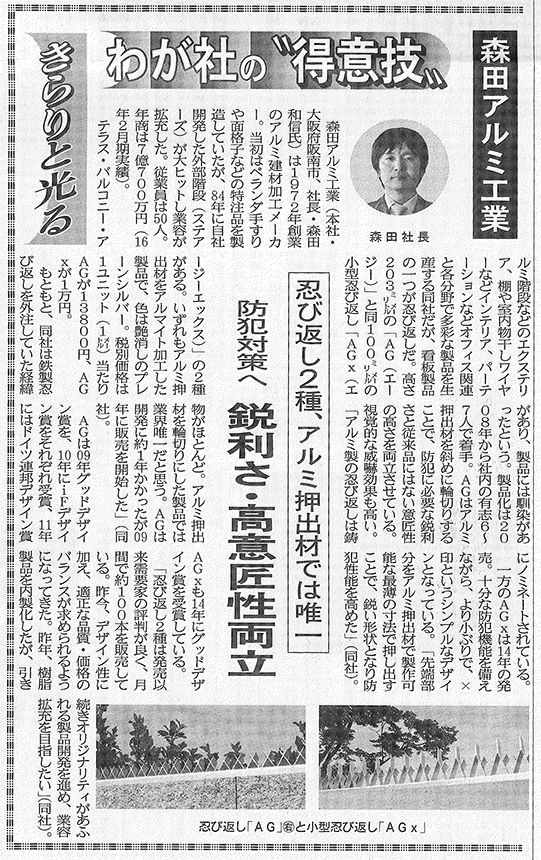 森田アルミ工業
わが社の〝得意技〟
きらりと光る
森田社長
森田アルミ工業(本社・
大阪府阪南市、社長・森田
和信氏)は1972年創業
のアルミ建材加工メーカ
ー。当初はベランダ手すり
や面格子などの特注品を製
造していたが、84年に自社
開発した外部階段(ステア
ーズ)が大ヒットし業容が
拡充した。従業員は50人。
年商は7億700万円(16
年2月期実績)。
テラス・バルコニー・ア
ルミ階段などのエクステリ
ア、棚や室内物干しワイヤ
ーなどインテリア、パーテ
ーションなどオフィス関連
と各分野で多彩な製品を生
産する同社だが、看板製品
の一つが忍び返しだ。高さ
203㍉の「AG(エー
ジー)」と同100㍉の
小型忍び返し「AGx(エ
ージーエックス)」の2種
がある。いずれもアルミ押
出材をアルマイト加工した
製品で、色は艶消しのプレ
ーンシルバー。税別価格は
1ユニット(1㍍)当たり
AGが13800円、AG
xが1万円。
もともと、同社は鉄製忍
び返しを外注していた経緯
があり、製品には馴染があ
ったという。製品化は20
08年から社内の有志6〜
7人で着手。AGはアルミ
押出材を斜めに輪切りする
ことで、防犯に必要な鋭利
さと従来品にはない意匠性
の高さを両立させている。
視覚的な威嚇効果も高い。
「アルミ製の忍び返しは鋳
物がほとんど。アルミ押出
材を輪切りにした製品では
業界唯一だと思う。AGは
開発に約1年かかったが09
年に販売を開始した」(同
社)。
AGは09年グッドデザイ
ン賞を、10年にiFデザイ
ン賞をそれぞれ受賞、11年
にはドイツ連邦デザイン賞
にノミネートされている。
一方のAGxは14年の発
売。十分な防犯機能を備え
ながら、より小ぶりで、×
印というシンプルなデザイ
ンとなっている。「先端部
分をアルミ押出材で製作可
能な最薄の寸法で押し出す
ことで、鋭い形状となり防
犯性能を高めた」(同社)。
AGxも14年にグッドデザ
イン賞を受賞している。
「忍び返し2種は発売以
来需要家の評判が良く、月
間で約100本を販売して
いる。昨今、デザイン性に
加え、適正な品質・価格の
バランスが求められるよう
になってきた。昨年、樹脂
製品を内製化したが、引き
続きオリジナリティがあふ
れる製品開発を進め、業容
拡充を目指したい」(同社)。
忍び返し2種、アルミ押出材では唯一
防犯対策へ 鋭利さ・高意匠性両立
忍び返し「AG」㊨と小型忍び返し「AGx」